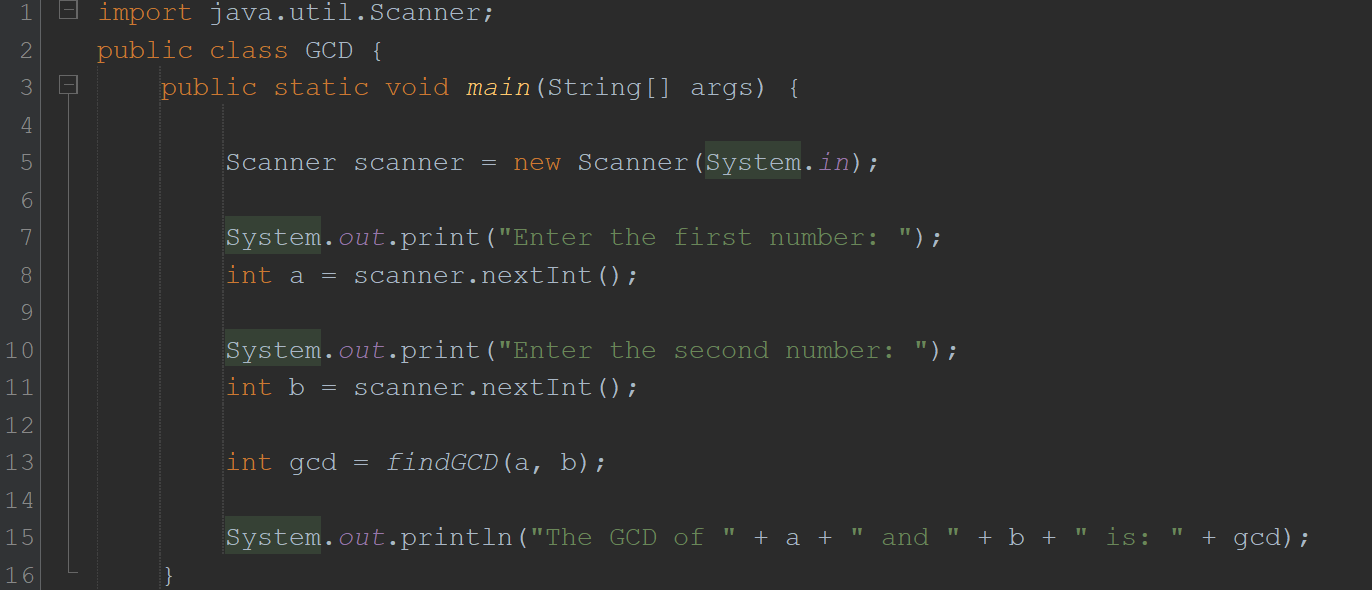 1 import java.util.Scanner;
2 public class GCD {
3 public static void main(String[] args) {
4
5 Scanner scanner = new Scanner(System.in);
6
7 System.out.print("Enter the first number: ");
8 int a = scanner.nextInt();
9
10 System.out.print("Enter the second number: ");
11 int b = scanner.nextInt();
12
13 int gcd = findGCD(a, b);
14
15 System.out.println("The GCD of " + a + " and " + b + " is: " + gcd);
16 }